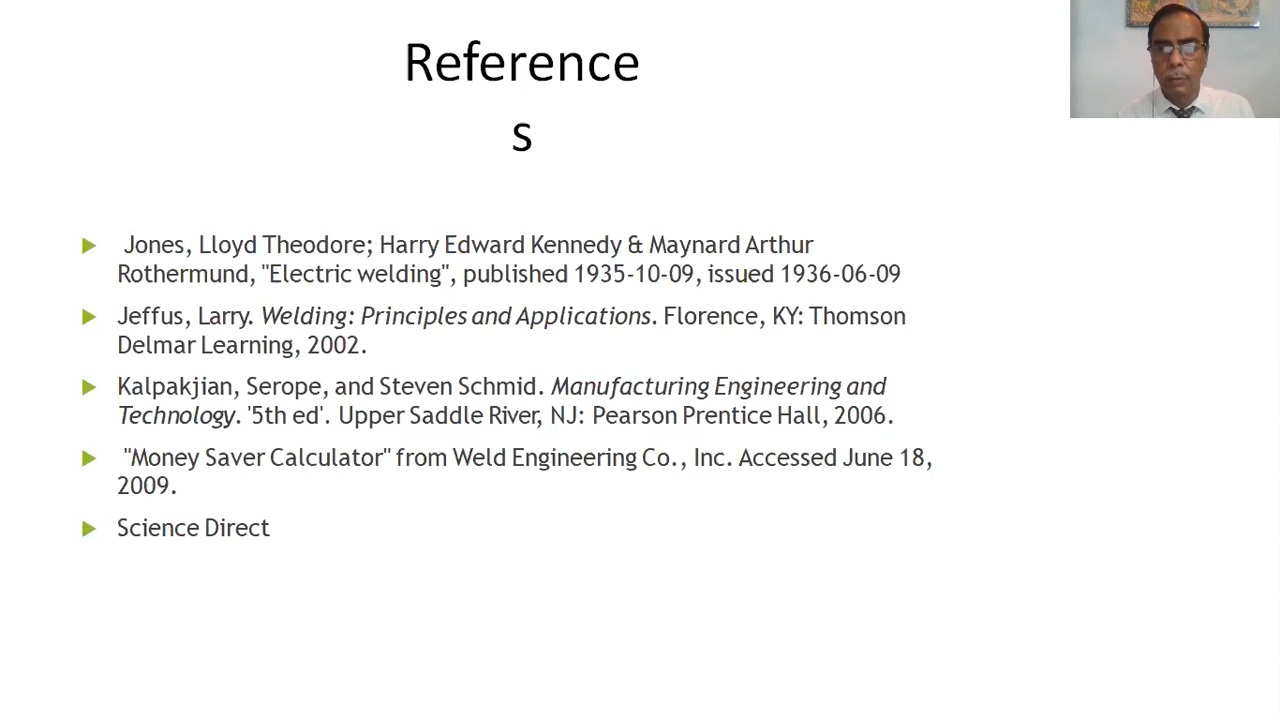 Reference
s
Jones, Lloyd Theodore; Harry Edward Kennedy & Maynard Arthur
Rothermund, "Electric welding", published 1935-10-09, issued 1936-06-09
Jeffus, Larry. Welding: Principles and Applications. Florence, KY: Thomson
Delmar Learning, 2002.
Kalpakjian, Serope, and Steven Schmid. Manufacturing Engineering and
Technology. '5th ed'. Upper Saddle River, NJ: Pearson Prentice Hall, 2006.
"Money Saver Calculator" from Weld Engineering Co., Inc. Accessed June 18,
2009.
Science Direct